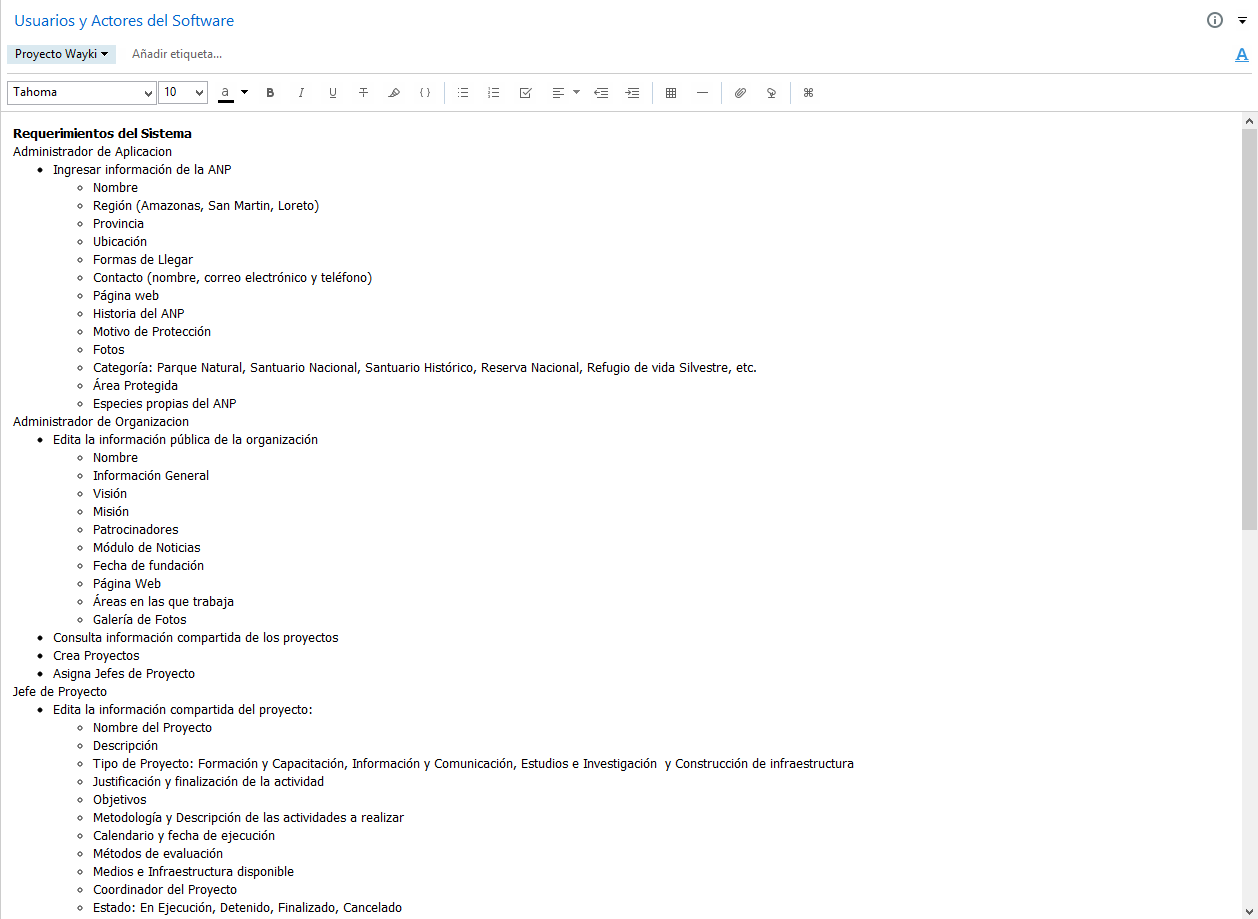 Usuarios y Actores del Software
Proyecto Wayki Añadir etiqueta...
A
Tahoma 10 a B I U T { }
Requerimientos del Sistema
Administrador de Aplicacion
Ingresar información de la ANP
Nombre
Región (Amazonas, San Martin, Loreto)
Provincia
Ubicación
Formas de Llegar
Contacto (nombre, correo electrónico y teléfono)
Página web
Historia del ANP
Motivo de Protección
Fotos
Categoría: Parque Natural, Santuario Nacional, Santuario Histórico, Reserva Nacional, Refugio de vida Silvestre, etc.
Área Protegida
Especies propias del ANP
Administrador de Organizacion
Edita la información pública de la organización
Nombre
Información General
Visión
Misión
Patrocinadores
Módulo de Noticias
Fecha de fundación
Página Web
Áreas en las que trabaja
Galería de Fotos
Consulta información compartida de los proyectos
Crea Proyectos
Asigna Jefes de Proyecto
Jefe de Proyecto
Edita la información compartida del proyecto:
Nombre del Proyecto
Descripción
Tipo de Proyecto: Formación y Capacitación, Información y Comunicación, Estudios e Investigación  y Construcción de infraestructura
Justificación y finalización de la actividad
Objetivos
Metodología y Descripción de las actividades a realizar
Calendario y fecha de ejecución
Métodos de evaluación
Medios e Infraestructura disponible
Coordinador del Proyecto
Estado: En Ejecución, Detenido, Finalizado, Cancelado